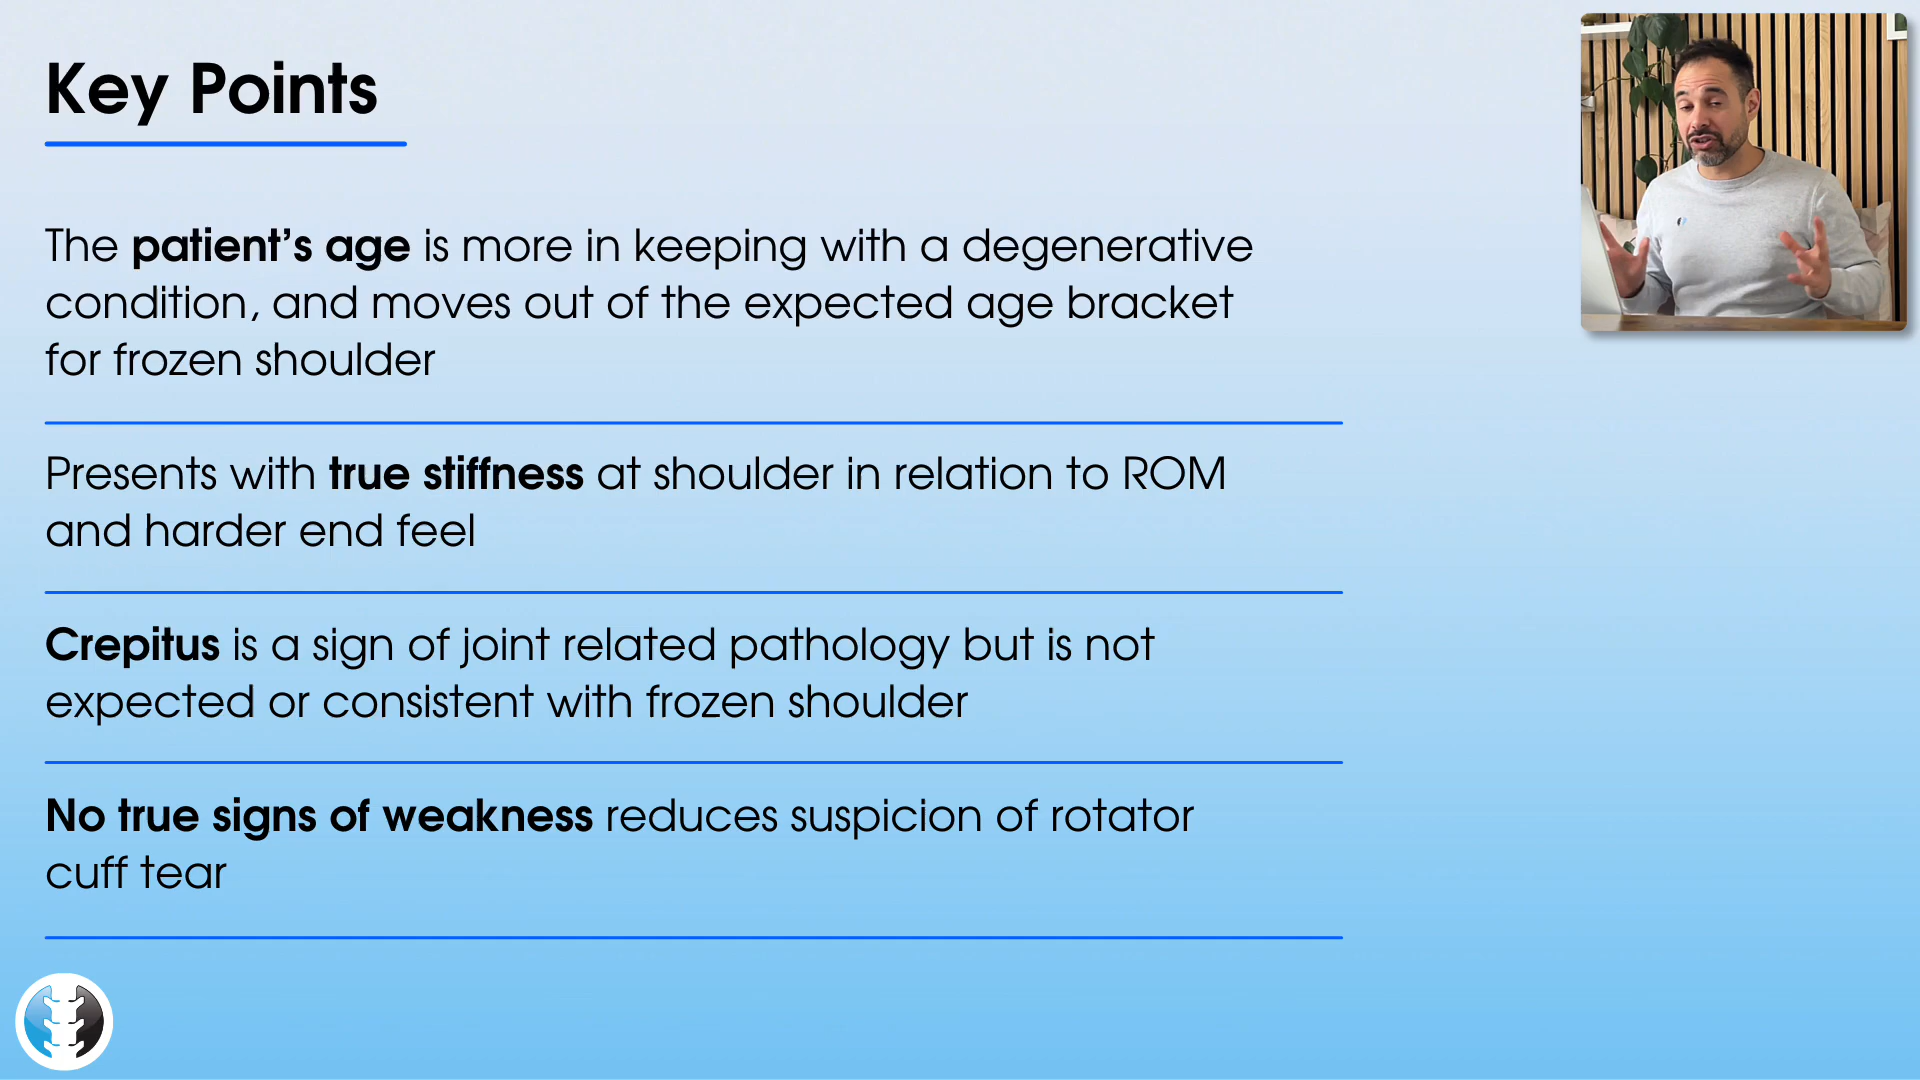 Key Points
The patient’s age is more in keeping with a degenerative
condition, and moves out of the expected age bracket
for frozen shoulder
Presents with true stiffness at shoulder in relation to ROM
and harder end feel
Crepitus is a sign of joint related pathology but is not
expected or consistent with frozen shoulder
No true signs of weakness reduces suspicion of rotator
cuff tear